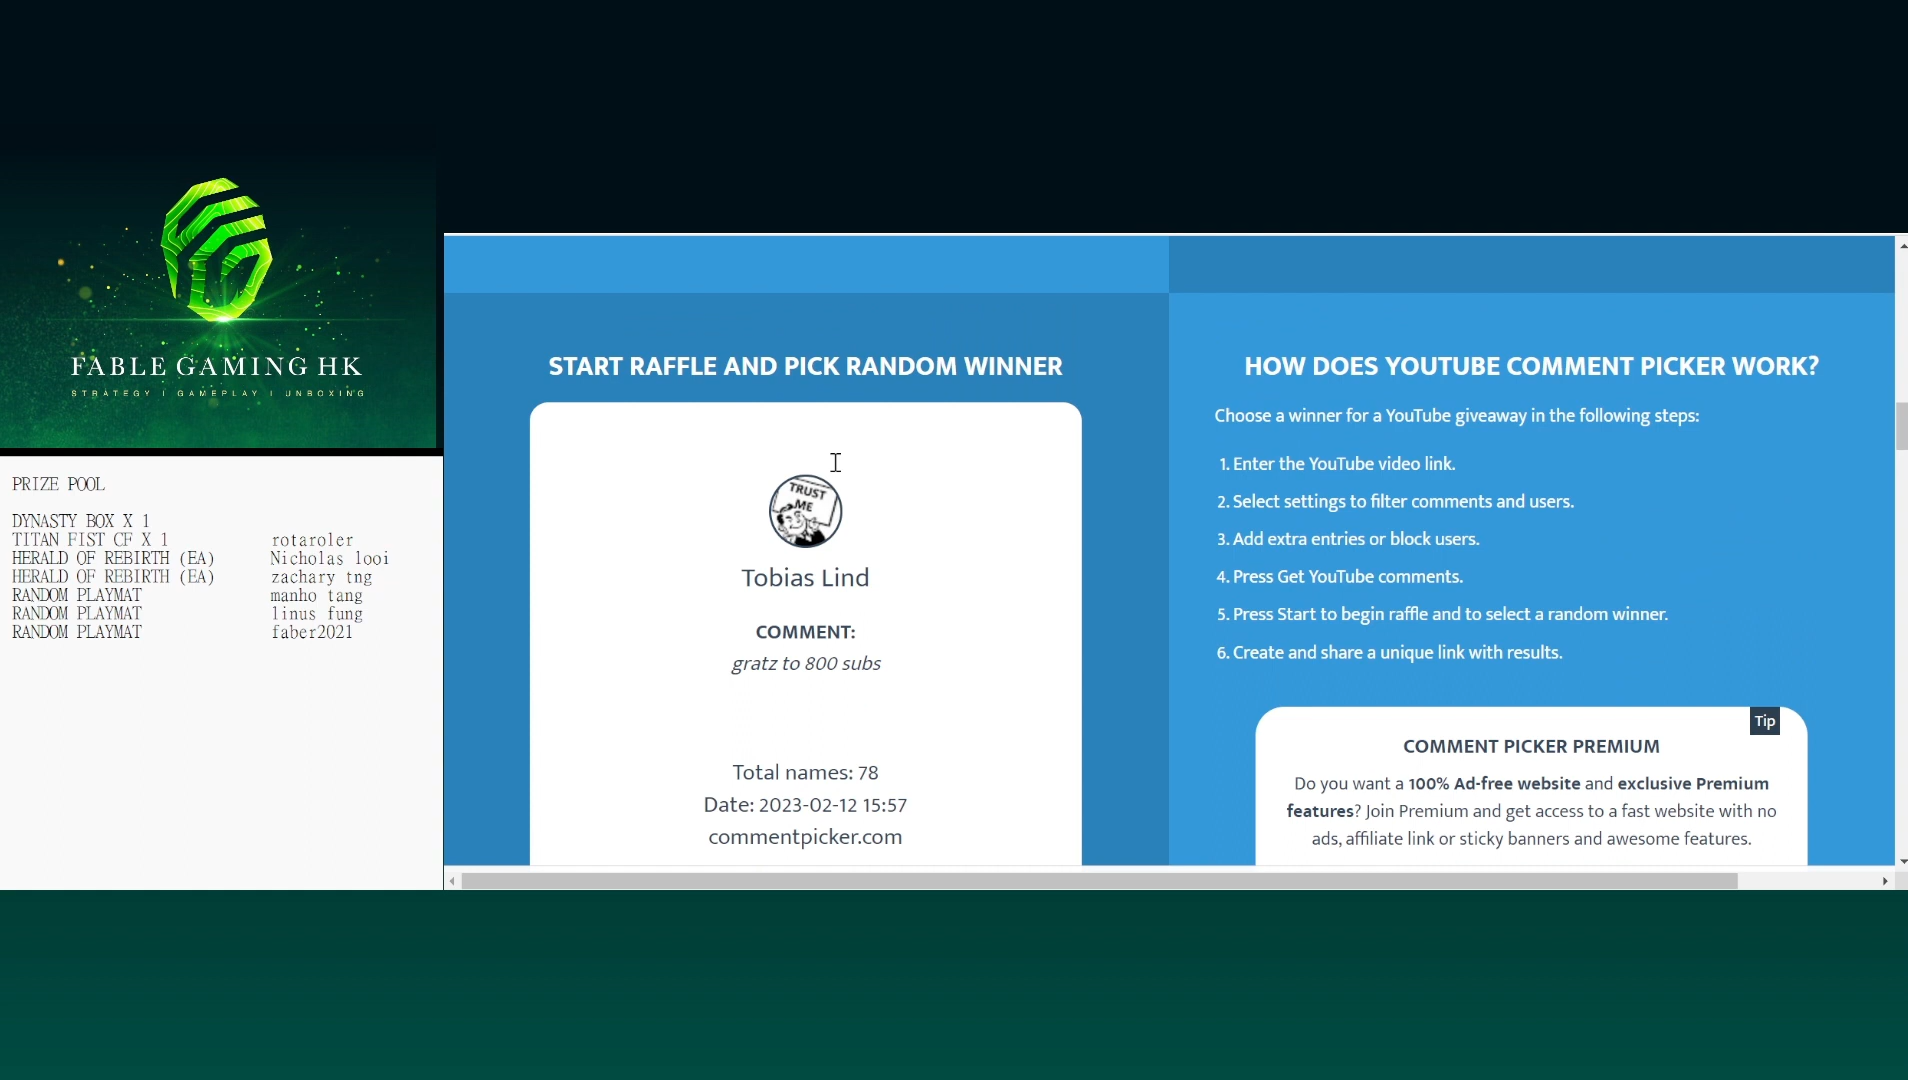 FABLE GAMING HK
STRATEGY | GAMEPLAY | UNBOXING
PRIZE POOL
DYNASTY BOX X 1
TITAN FIST CF X 1 rotaroler
HERALD OF REBIRTH (EA) Nicholas looi
HERALD OF REBIRTH (EA) zachary tng
RANDOM PLAYMAT manho tang
RANDOM PLAYMAT linus fung
RANDOM PLAYMAT faber2021
START RAFFLE AND PICK RANDOM WINNER
TRUST
ME
Tobias Lind
COMMENT:
gratz to 800 subs
Total names: 78
Date: 2023-02-12 15:57
commentpicker.com
HOW DOES YOUTUBE COMMENT PICKER WORK?
Choose a winner for a YouTube giveaway in the following steps:
1. Enter the YouTube video link.
2. Select settings to filter comments and users.
3. Add extra entries or block users.
4. Press Get YouTube comments.
5. Press Start to begin raffle and to select a random winner.
6. Create and share a unique link with results.
Tip
COMMENT PICKER PREMIUM
Do you want a 100% Ad-free website and exclusive Premium
features? Join Premium and get access to a fast website with no
ads, affiliate link or sticky banners and awesome features.